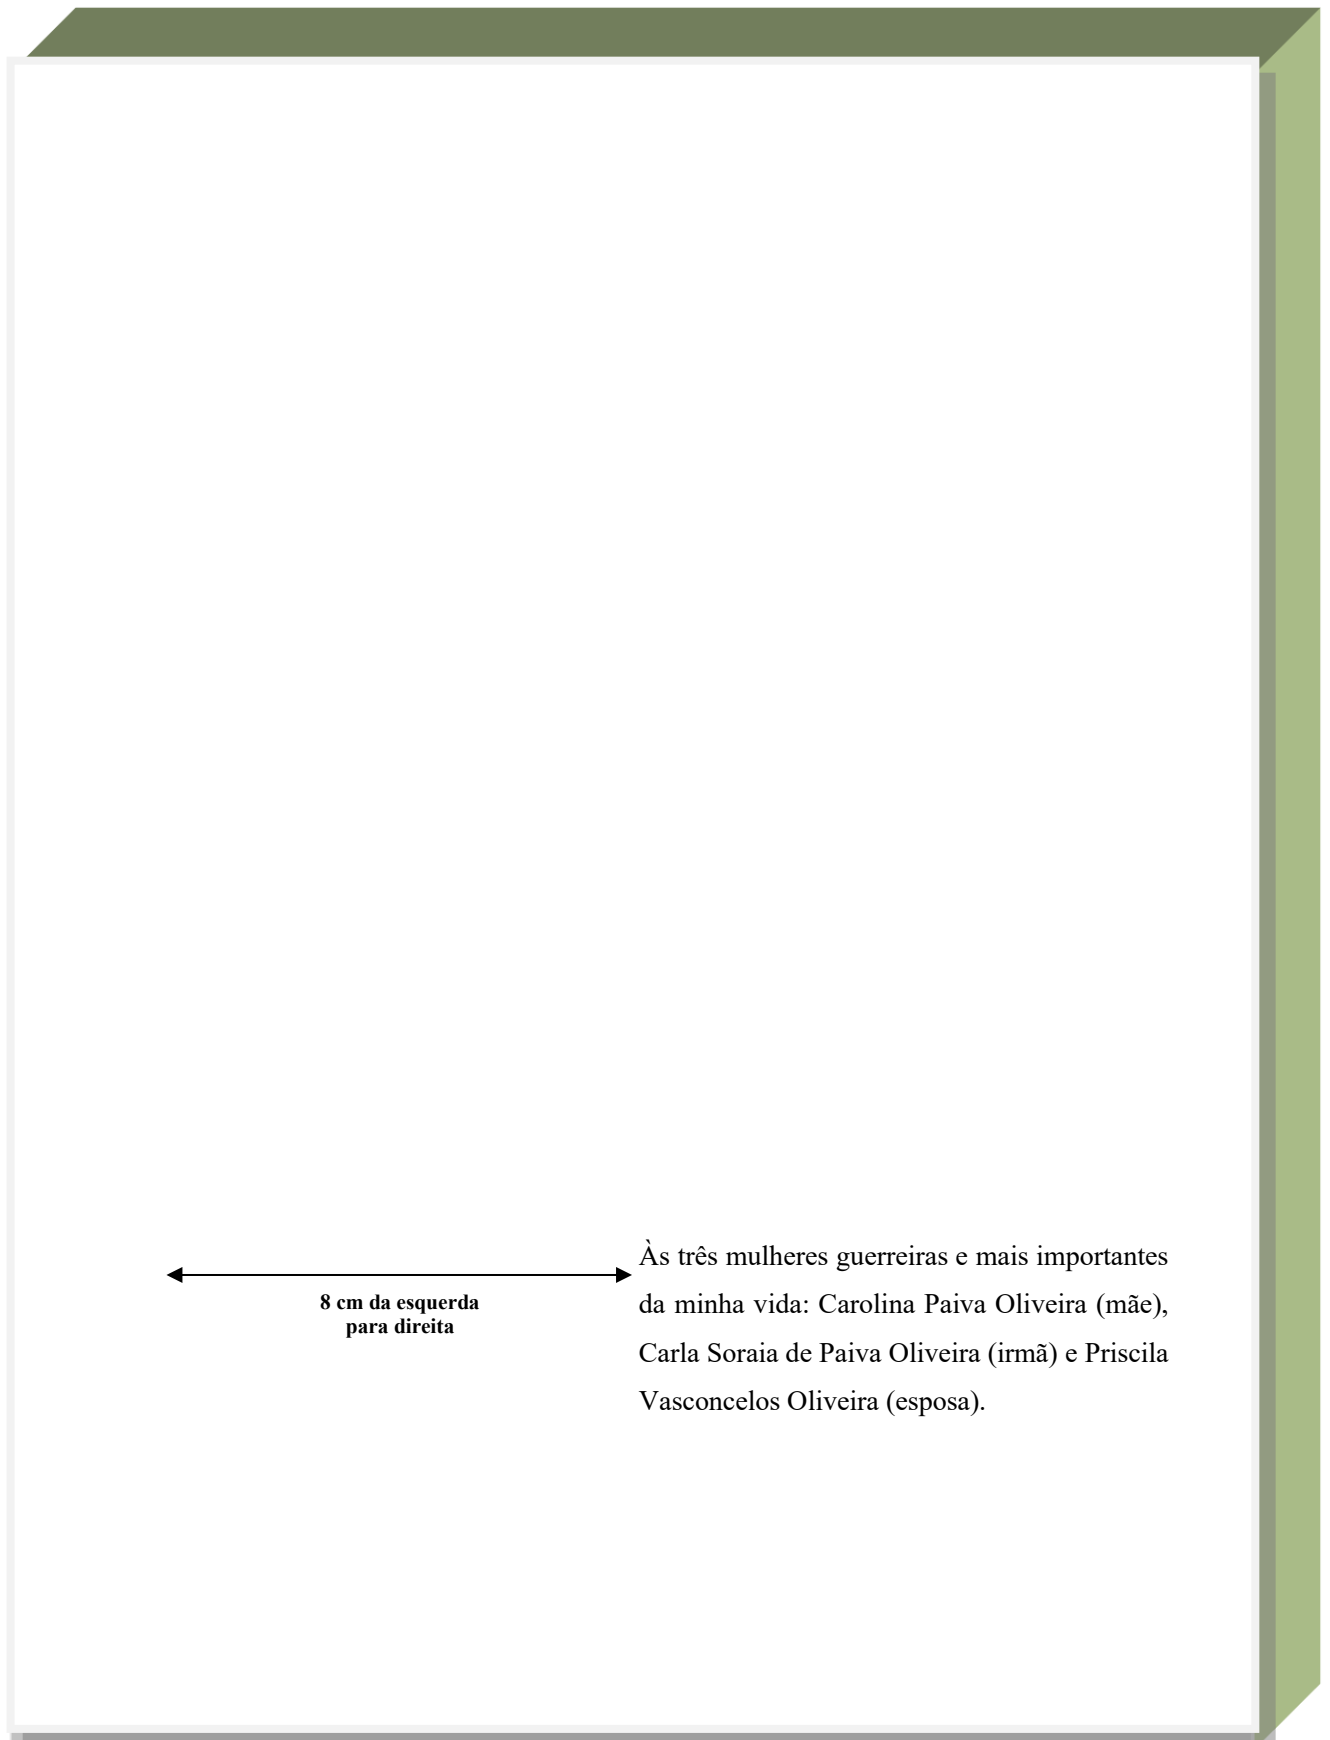 Às três mulheres guerreiras e mais importantes
da minha vida: Carolina Paiva Oliveira (mãe),
Carla Soraia de Paiva Oliveira (irmã) e Priscila
Vasconcelos Oliveira (esposa).
8 cm da esquerda
para direita